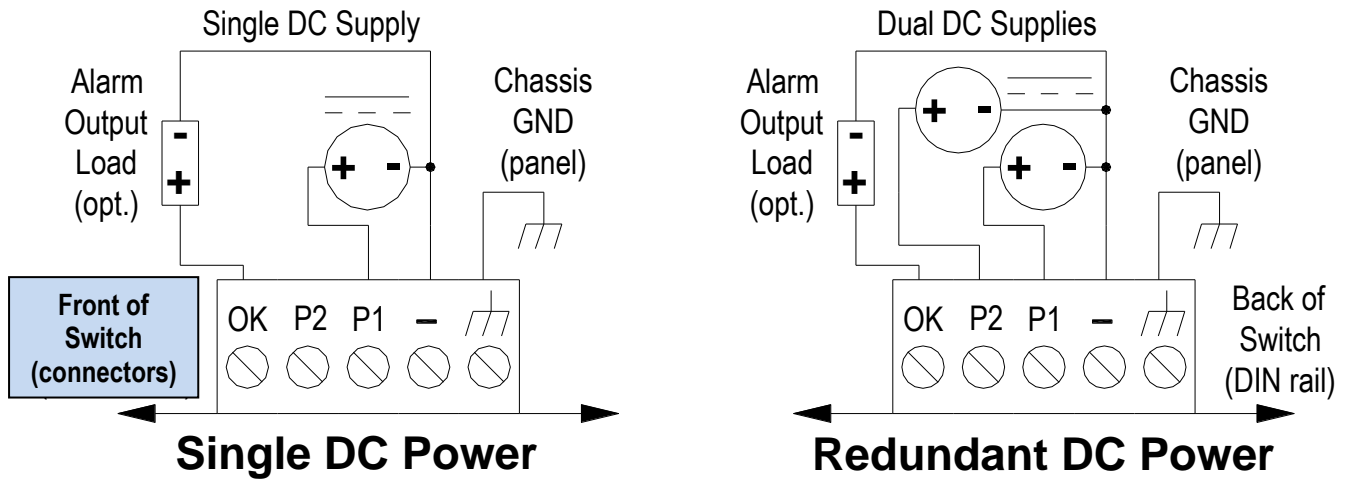 Single DC Supply
Alarm
Output
Load
(opt.)
-
+
+ -
Chassis
GND
(panel)
Front of
Switch
(connectors)
OK P2 P1 –
Single DC Power
Dual DC Supplies
Alarm
Output
Load
(opt.)
-
+
+ -
+ -
Chassis
GND
(panel)
OK P2 P1 –
Back of
Switch
(DIN rail)
Redundant DC Power